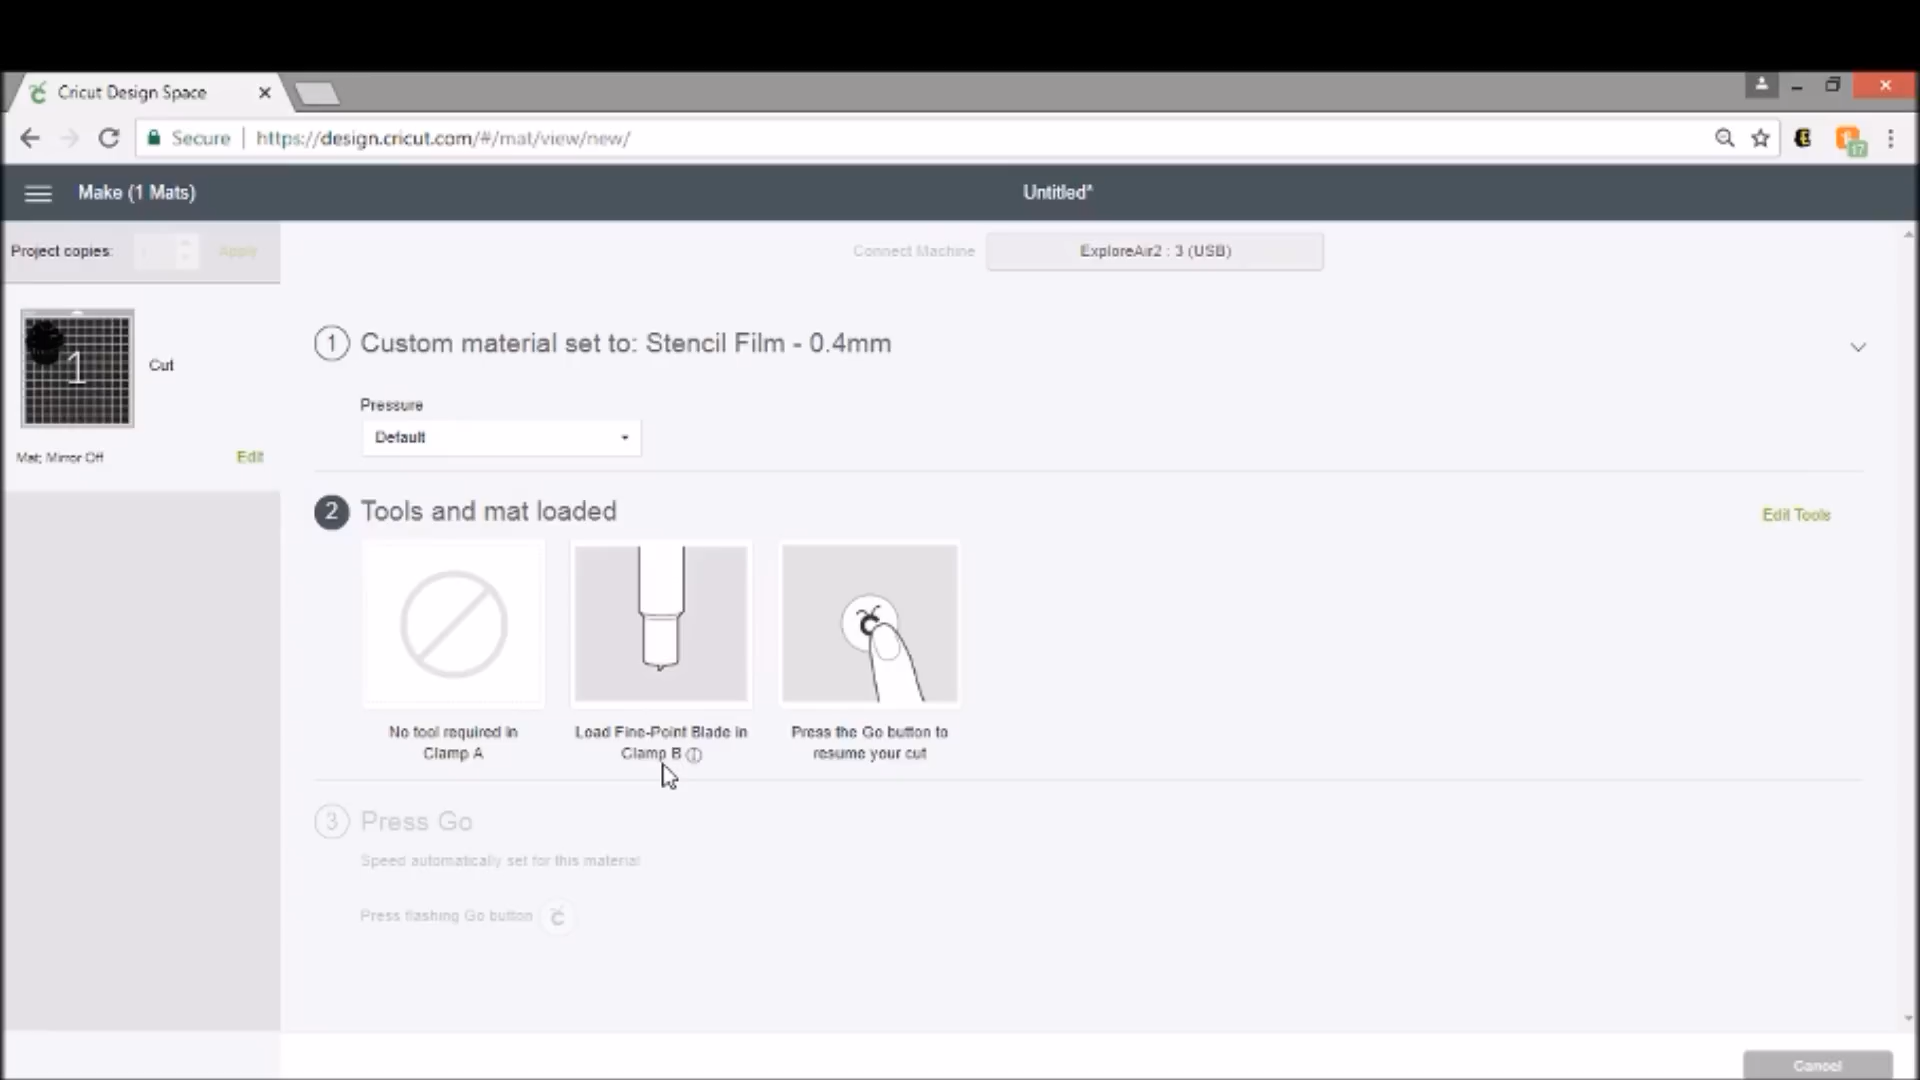 Cricut Design Space
Secure https://design.cricut.com/#/mat/view/new/
17
Make (1 Mats)
Untitled*
Project copies:
Apply
Connect Machine
ExploreAir2 : 3 (USB)
1
Cut
Mat; Mirror Off
Edit
1 Custom material set to: Stencil Film - 0.4mm
Pressure
Default
2 Tools and mat loaded
Edit Tools
No tool required in
Clamp A
Load Fine-Point Blade in
Clamp B
Press the Go button to
resume your cut
3 Press Go
Speed automatically set for this material
Press flashing Go button
Cancel